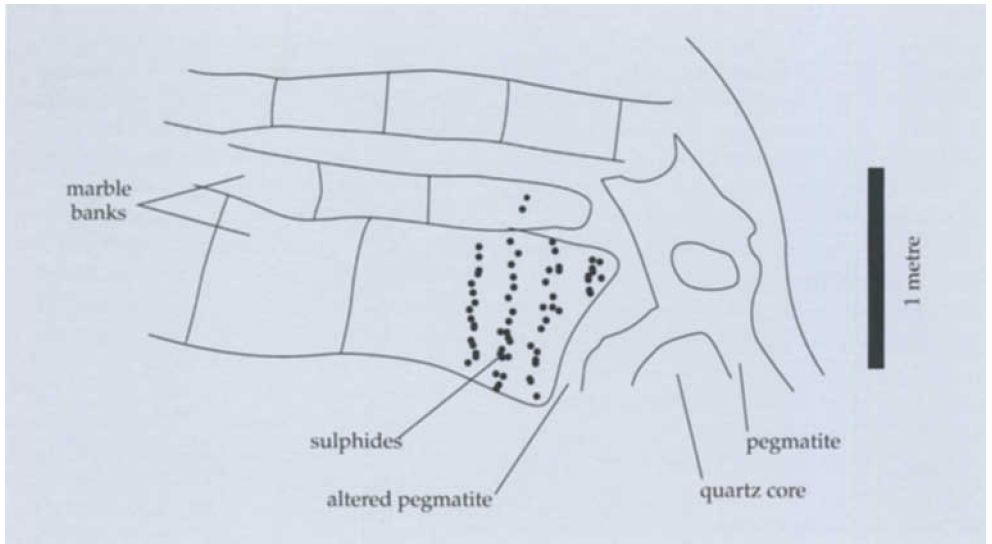 marble
banks
1 metre
sulphides
pegmatite
altered pegmatite
quartz core